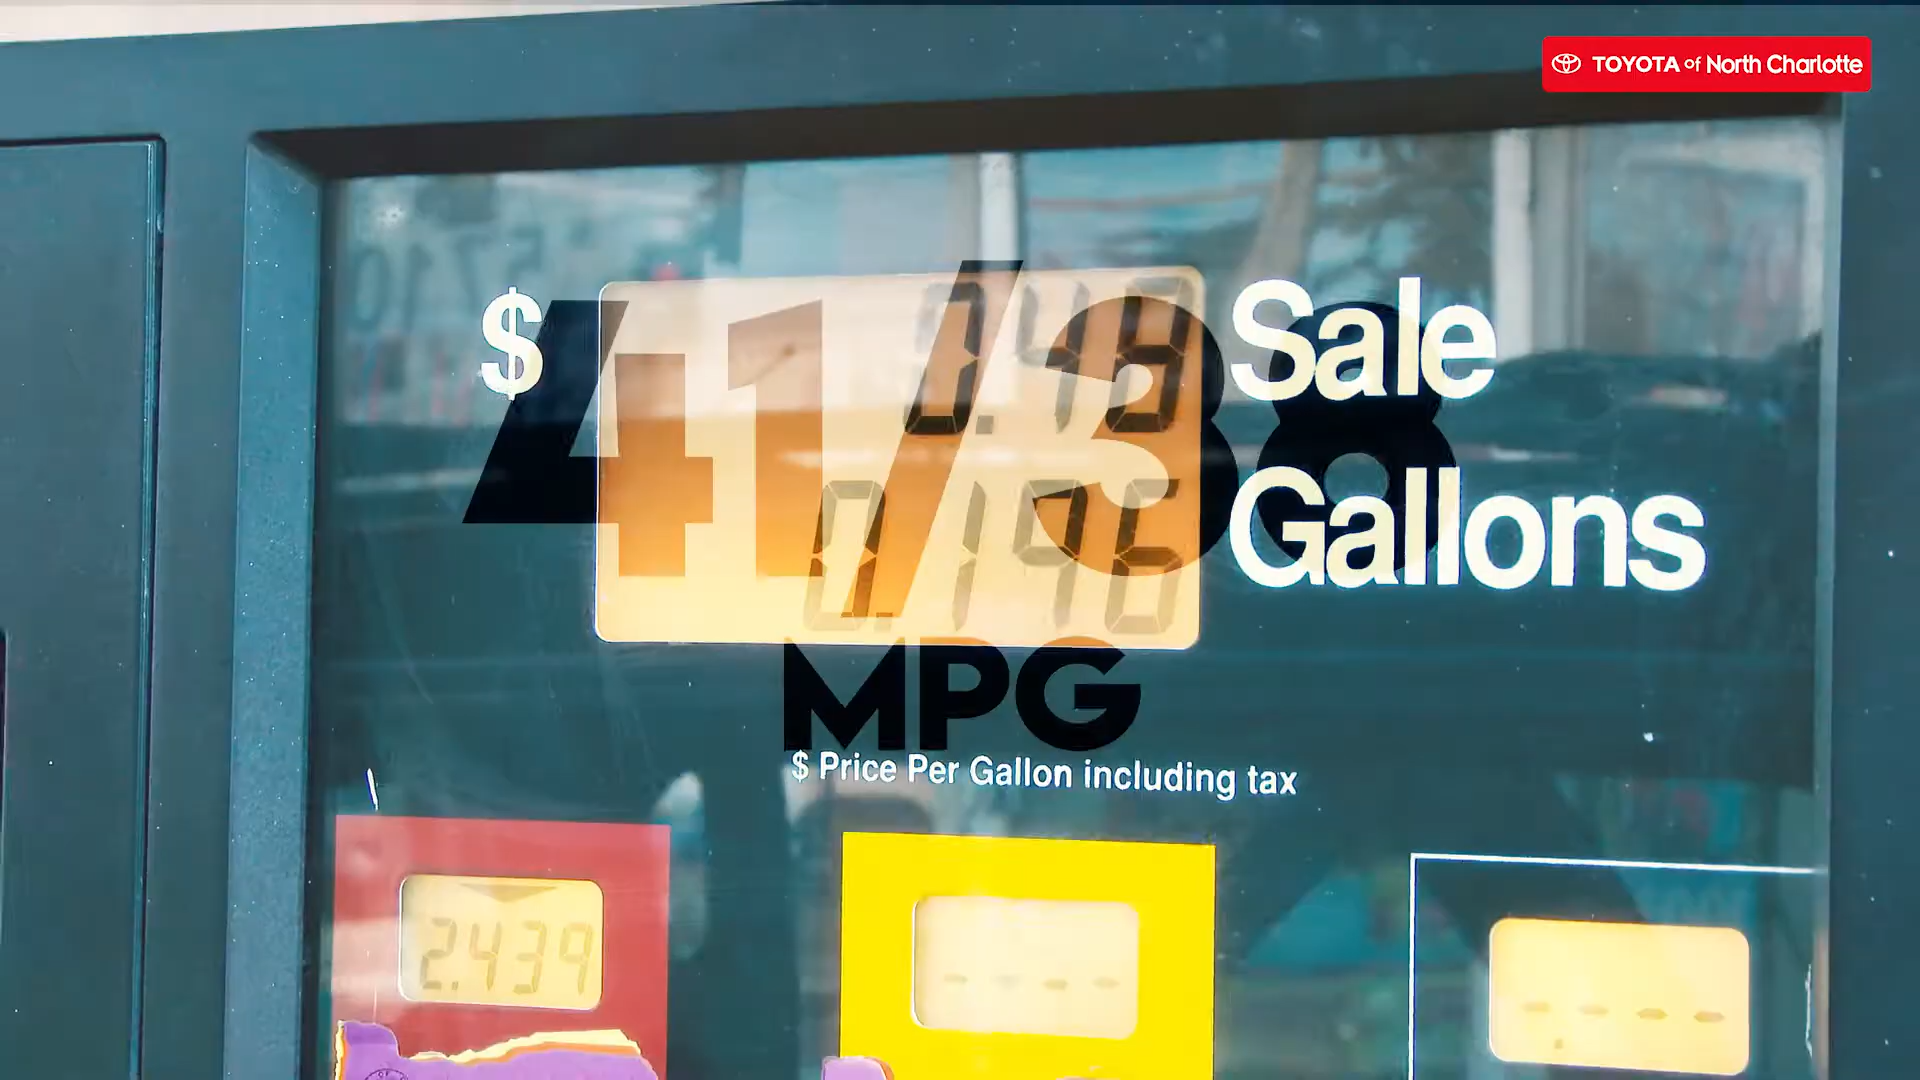 TOYOTA of North Charlotte
$ Sale
41/38
Gallons
MPG
$ Price Per Gallon including tax
2.439
- - - -
- - - -